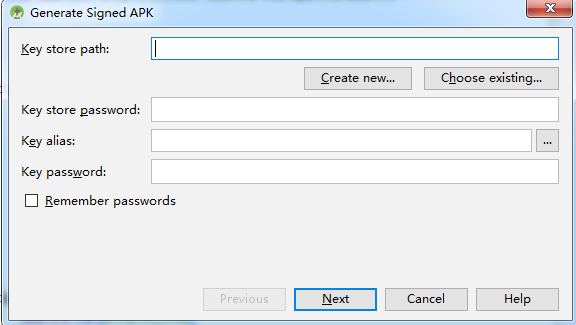 Generate Signed APK
Key store path:
Create new... Choose existing...
Key store password:
Key alias: ...
Key password:
Remember passwords
Previous Next Cancel Help